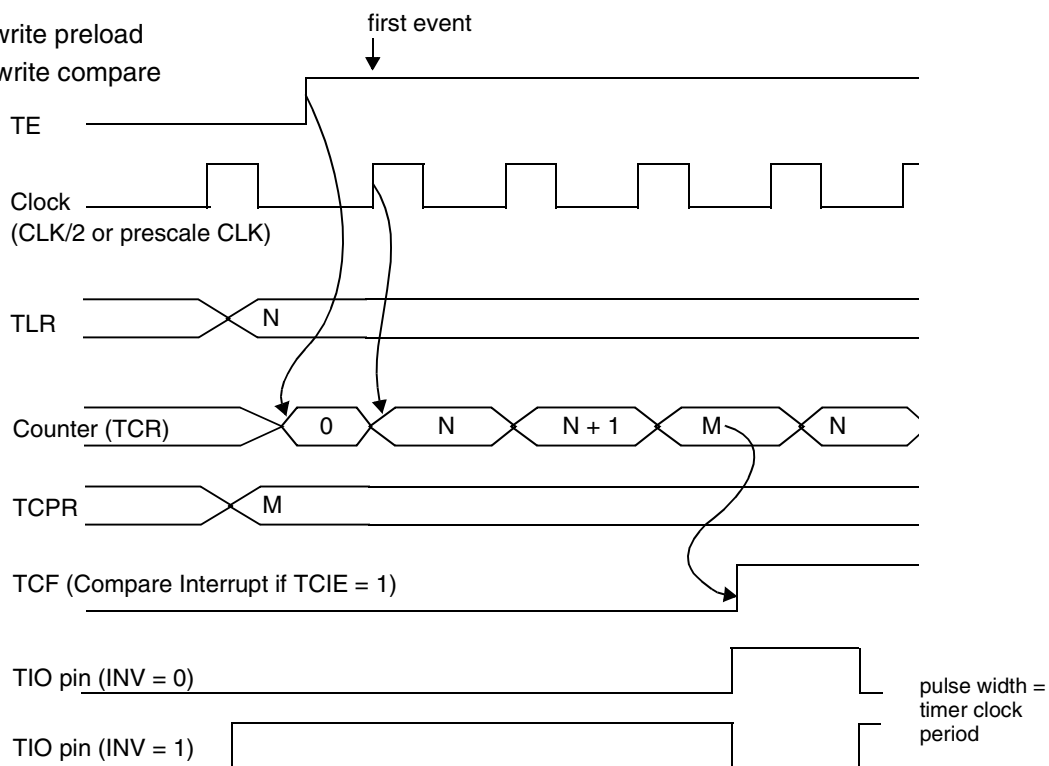 first event
write preload
write compare
TE
Clock
(CLK/2 or prescale CLK)
TLR
N
Counter (TCR)
0
N
N + 1
M
N
TCPR
M
TCF (Compare Interrupt if TCIE = 1)
TIO pin (INV = 0)
pulse width =
timer clock
period
TIO pin (INV = 1)